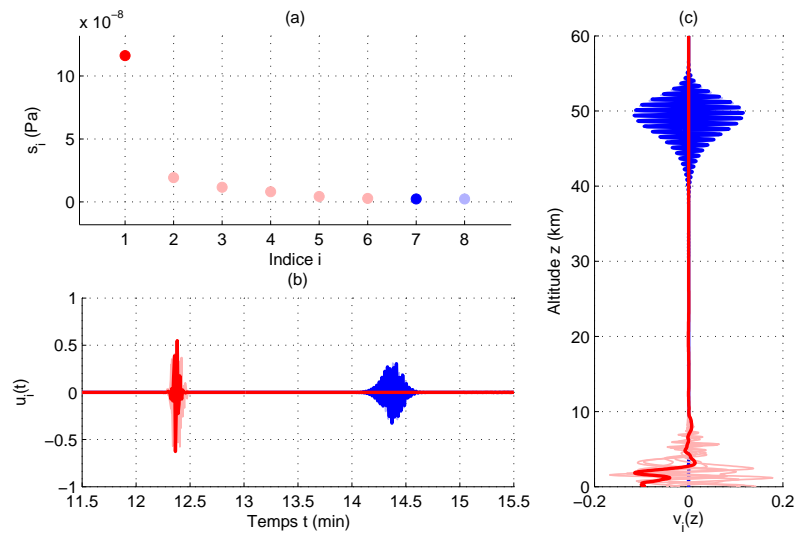 (a)
x 10⁻⁸
10
5
0
s_i (Pa)
1 2 3 4 5 6 7 8
Indice i
(b)
1
0.5
0
−0.5
−1
u_i(t)
11.5 12 12.5 13 13.5 14 14.5 15 15.5
Temps t (min)
(c)
60
50
40
30
20
10
0
Altitude z (km)
−0.2 0 0.2
v_i(z)